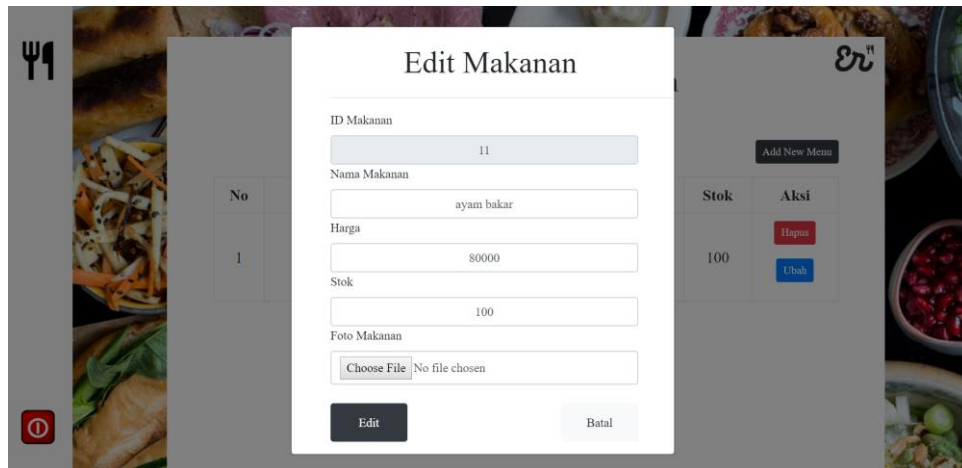 Edit Makanan
Er
ID Makanan
11
Add New Menu
Nama Makanan
No
Stok
Aksi
ayam bakar
Harga
Hapus
1
80000
100
Ubah
Stok
100
Foto Makanan
Choose File No file chosen
Edit
Batal